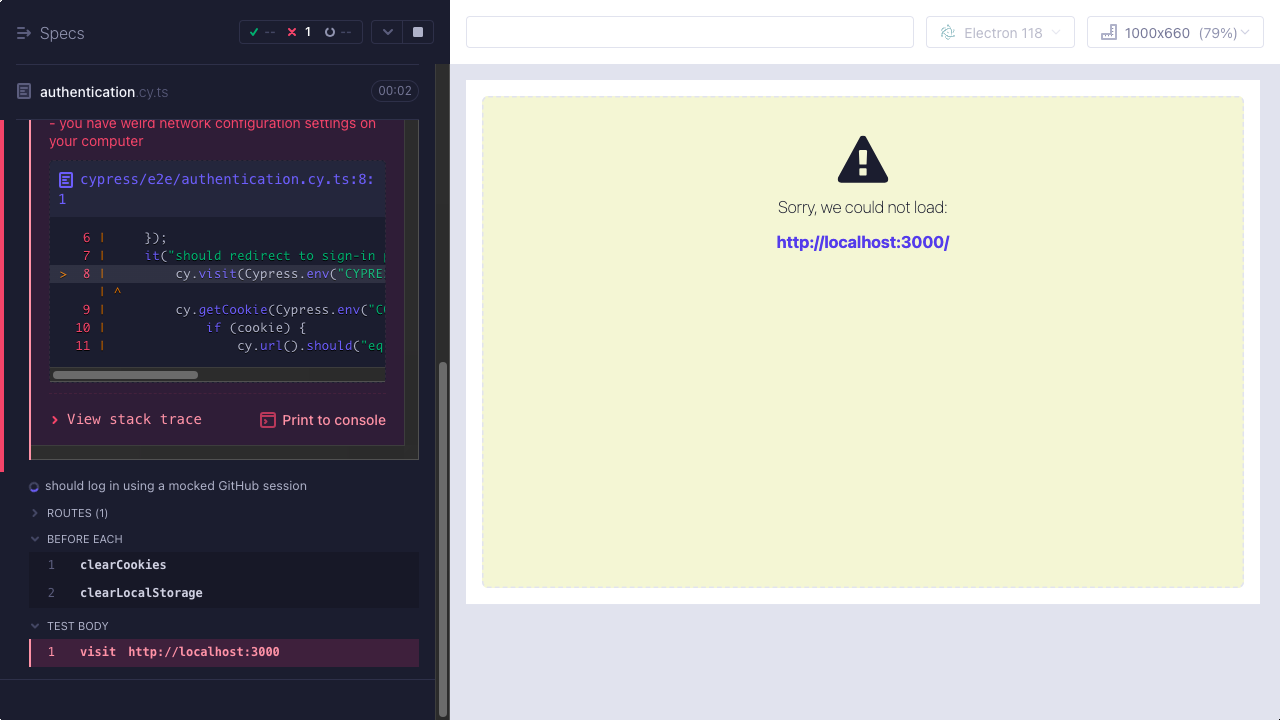 Specs
-- 1 --
Electron 118
1000x660 (79%)
authentication.cy.ts
00:02
- you have weird network configuration settings on
your computer
cypress/e2e/authentication.cy.ts:8:
1
6 | });
7 | it("should redirect to sign-in
> 8 | cy.visit(Cypress.env("CYPRE
| ^
9 | cy.getCookie(Cypress.env("CO
10 | if (cookie) {
11 | cy.url().should("eq
View stack trace
Print to console
should log in using a mocked GitHub session
ROUTES (1)
BEFORE EACH
1 clearCookies
2 clearLocalStorage
TEST BODY
1 visit http://localhost:3000
Sorry, we could not load:
http://localhost:3000/